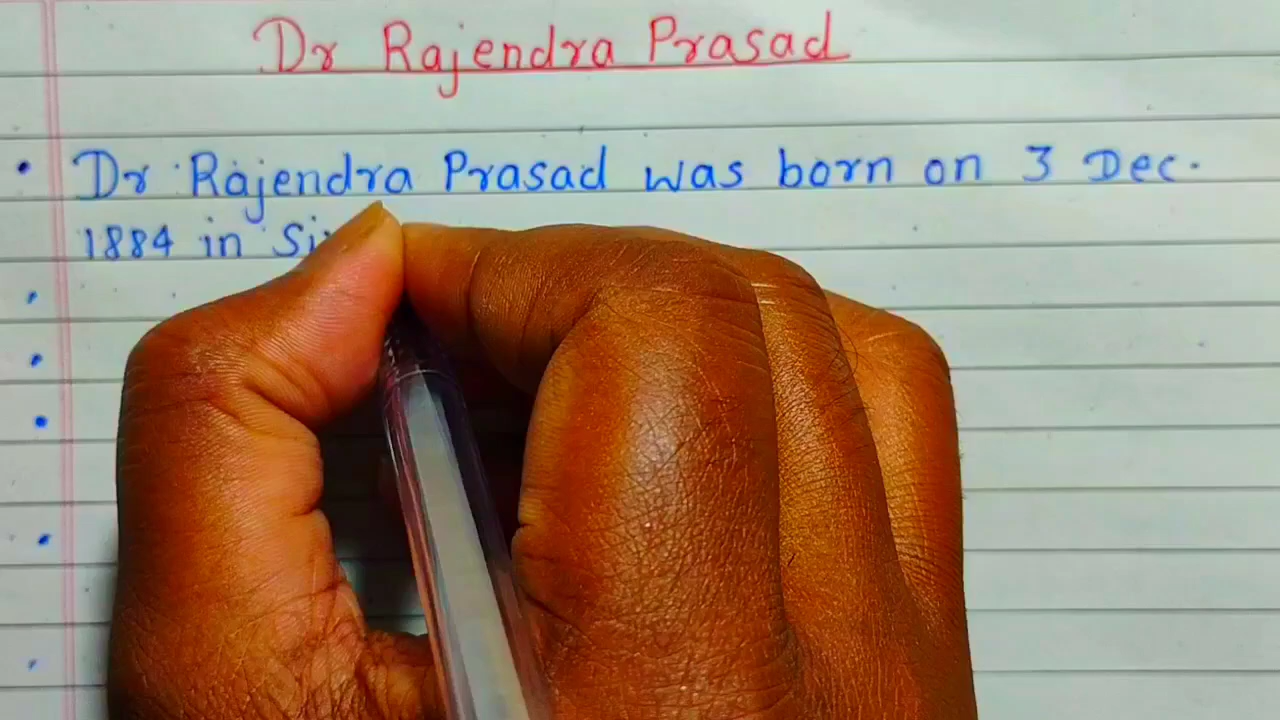 Dr Rajendra Prasad
• Dr Rajendra Prasad was born on 3 Dec.
1884 in